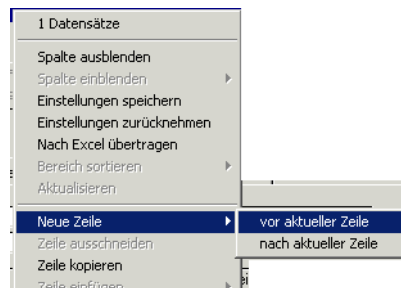 1 Datensätze
Spalte ausblenden
Spalte einblenden
Einstellungen speichern
Einstellungen zurücknehmen
Nach Excel übertragen
Bereich sortieren
Aktualisieren
Neue Zeile
vor aktueller Zeile
Zeile ausschneiden
nach aktueller Zeile
Zeile kopieren
Zeile einfügen